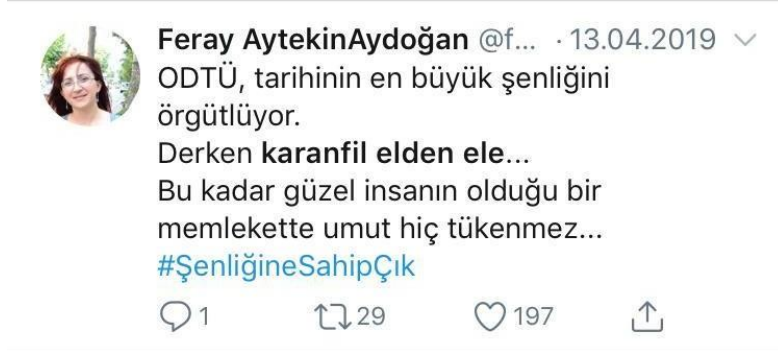 Feray AytekinAydoğan @f... · 13.04.2019
ODTÜ, tarihinin en büyük şenliğini
örgütlüyor.
Derken karanfil elden ele...
Bu kadar güzel insanın olduğu bir
memlekette umut hiç tükenmez...
#ŞenliğineSahipÇık
1 29 197